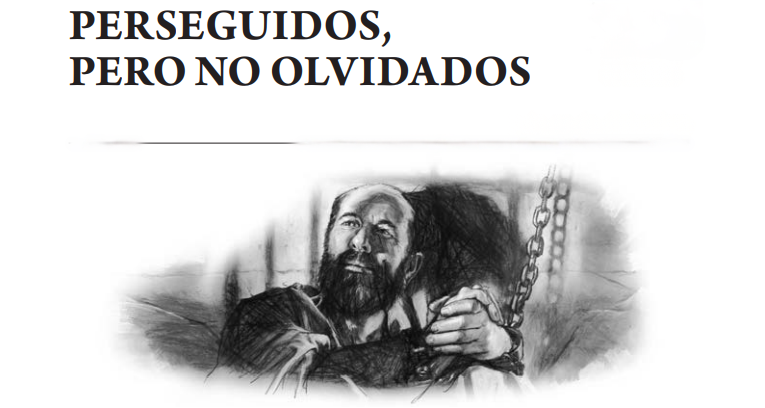 PERSEGUIDOS,
PERO NO OLVIDADOS